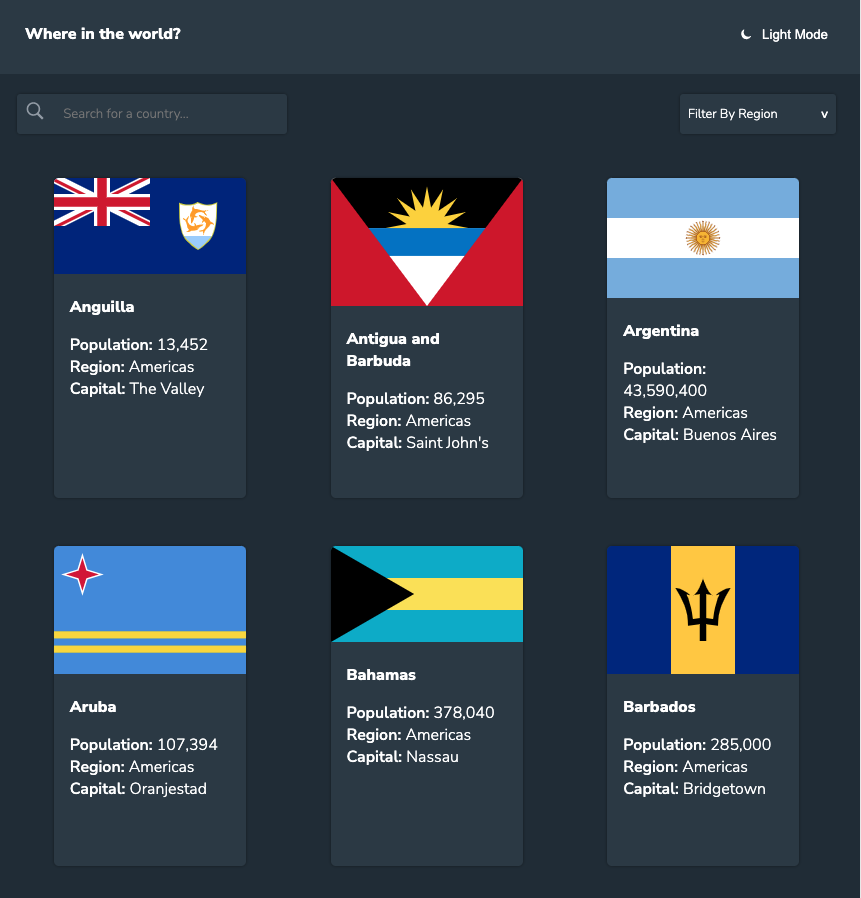 Where in the world?
Light Mode
Search for a country...
Filter By Region v
Anguilla
Population: 13,452
Region: Americas
Capital: The Valley
Antigua and
Barbuda
Population: 86,295
Region: Americas
Capital: Saint John's
Argentina
Population:
43,590,400
Region: Americas
Capital: Buenos Aires
Aruba
Population: 107,394
Region: Americas
Capital: Oranjestad
Bahamas
Population: 378,040
Region: Americas
Capital: Nassau
Barbados
Population: 285,000
Region: Americas
Capital: Bridgetown